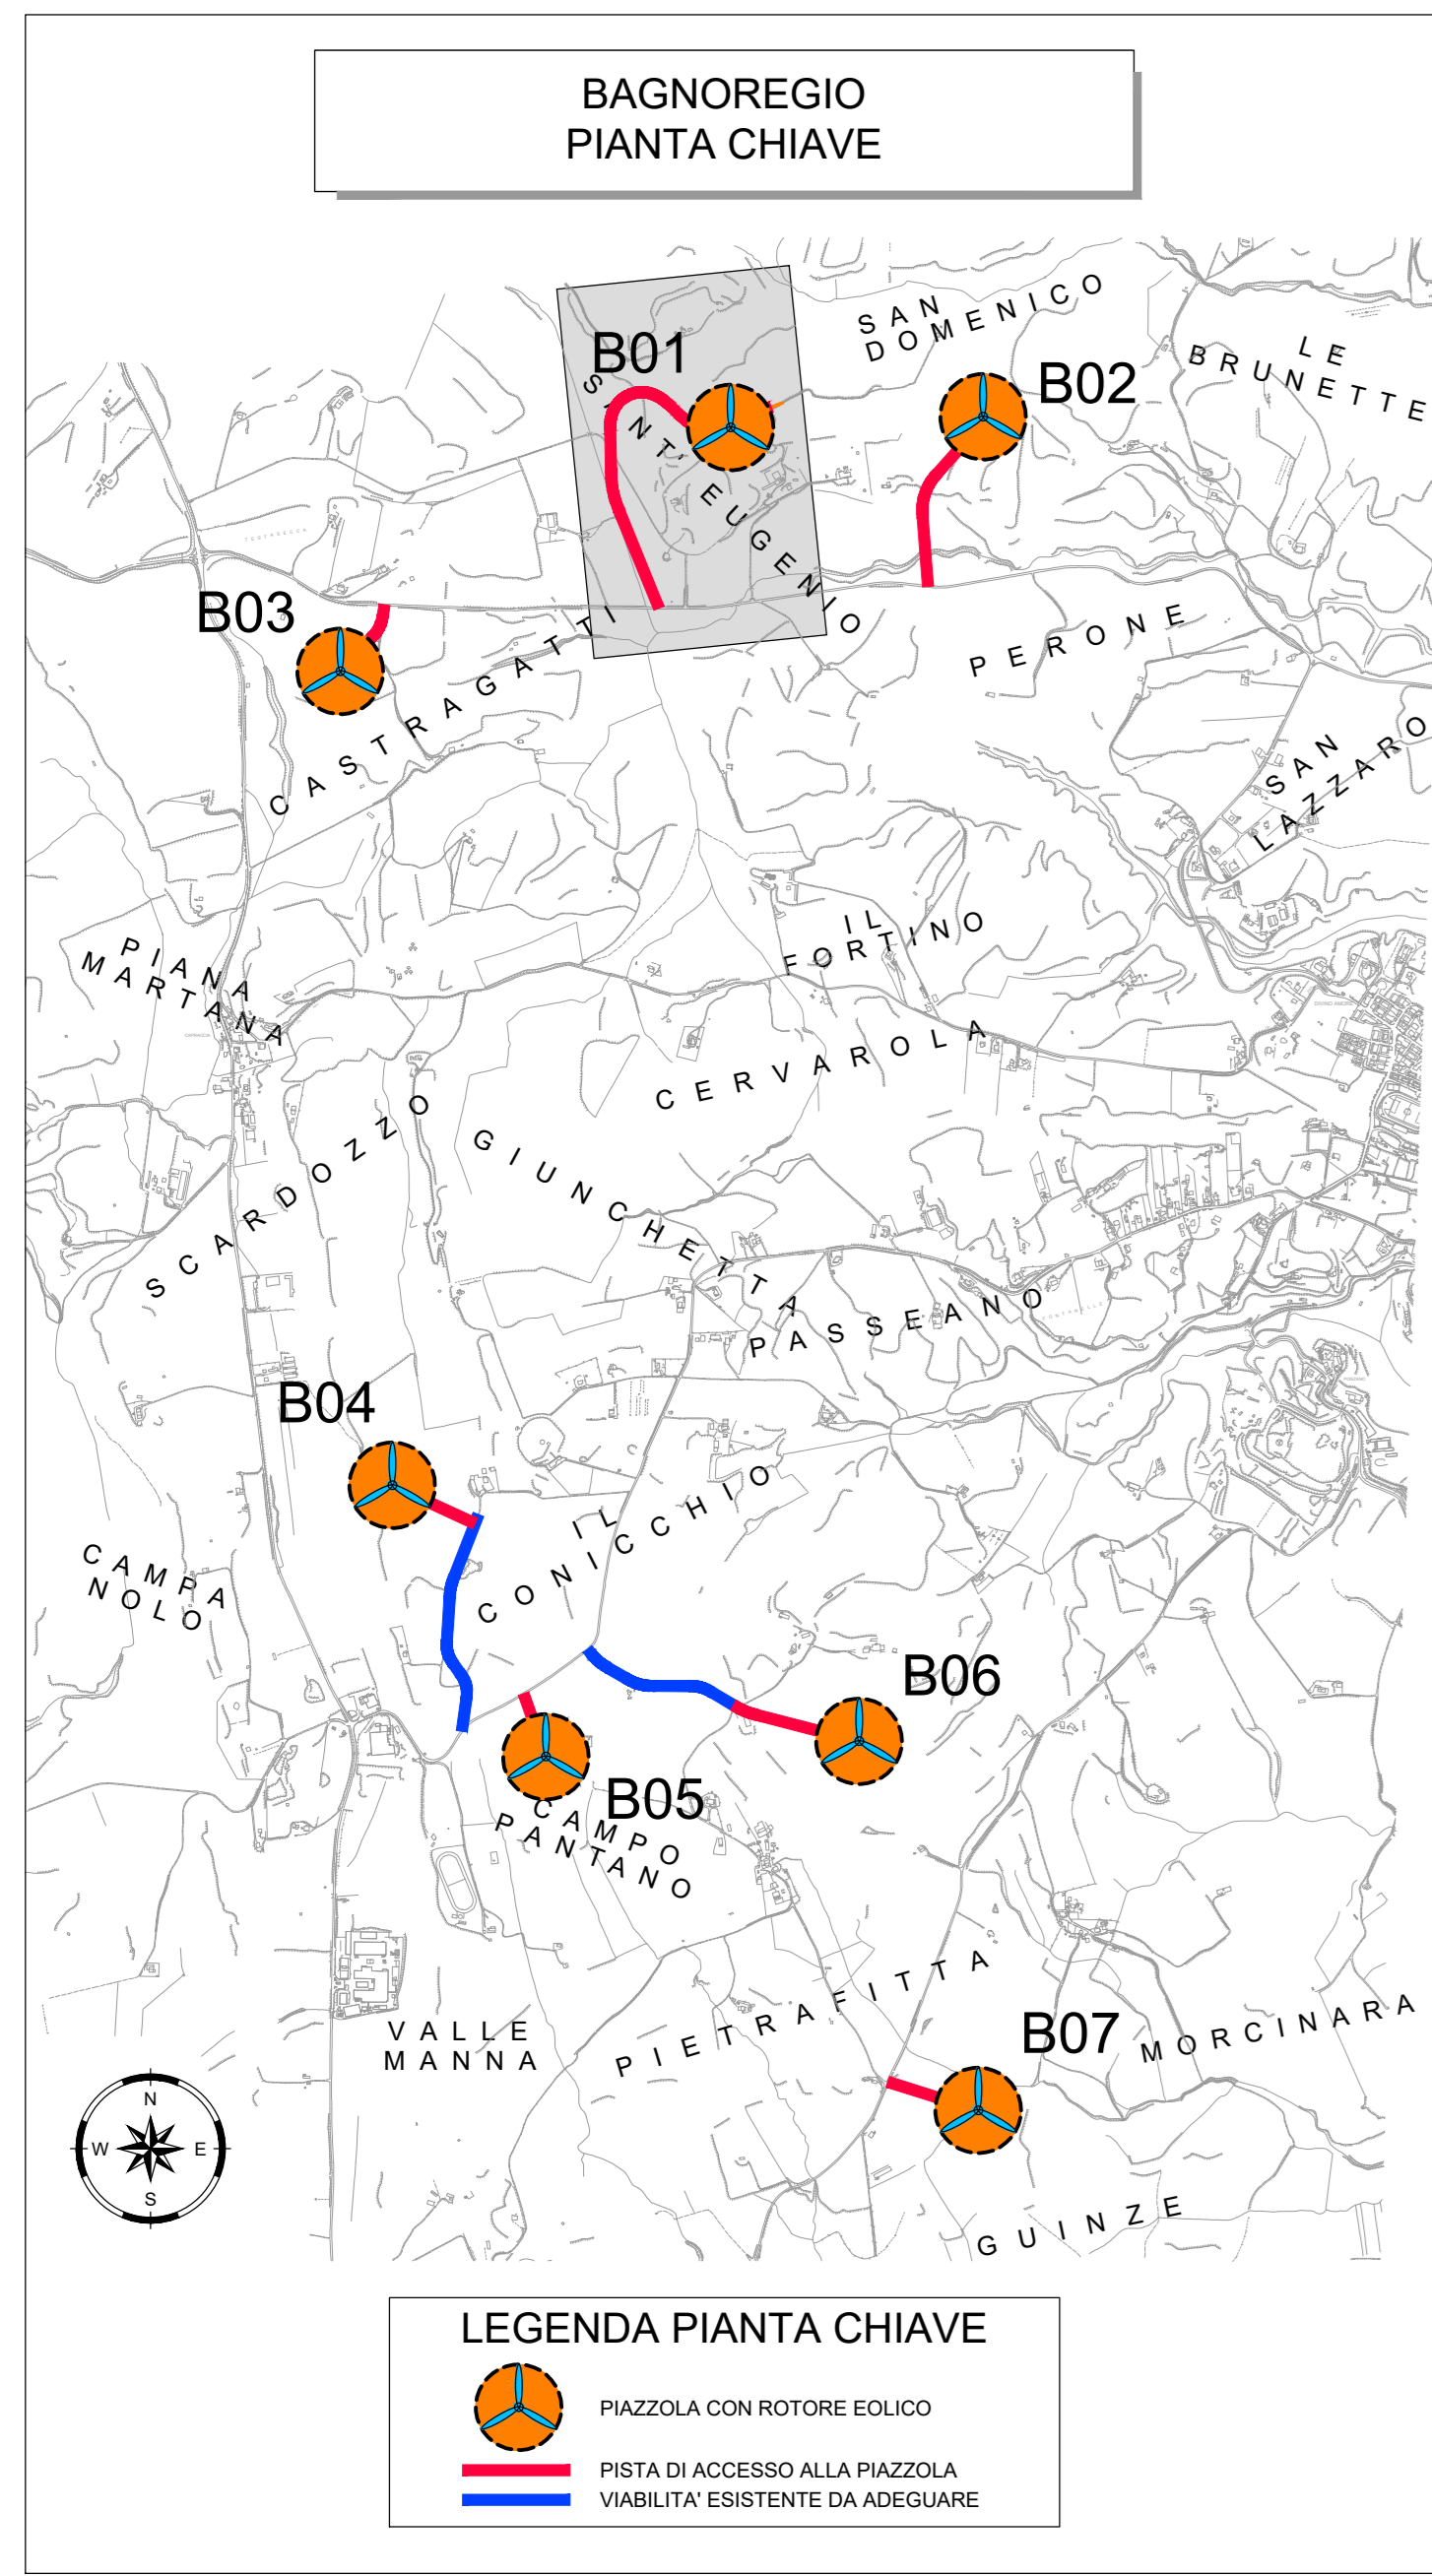 BAGNOREGIO
PIANTA CHIAVE
SAN
DOMENICO
LE
BRUNETTE
B01
B02
SANT' EUGENIO
TESTASECCA
B03
PERONE
CASTRAGATTI
SAN
LAZZARO
IL
FORTINO
PIANA
MARTANA
CERVAROLA
SCARDOZZO
GIUNCHETTA
PASSEANO
B04
IL
CONICCHIO
CAMPA
NOLO
B06
B05
CAMPO
PANTANO
PIETRAFITTA
VALLE
MANNA
B07
MORCINARA
N
W
E
S
GUINZE
LEGENDA PIANTA CHIAVE
PIAZZOLA CON ROTORE EOLICO
PISTA DI ACCESSO ALLA PIAZZOLA
VIABILITA' ESISTENTE DA ADEGUARE